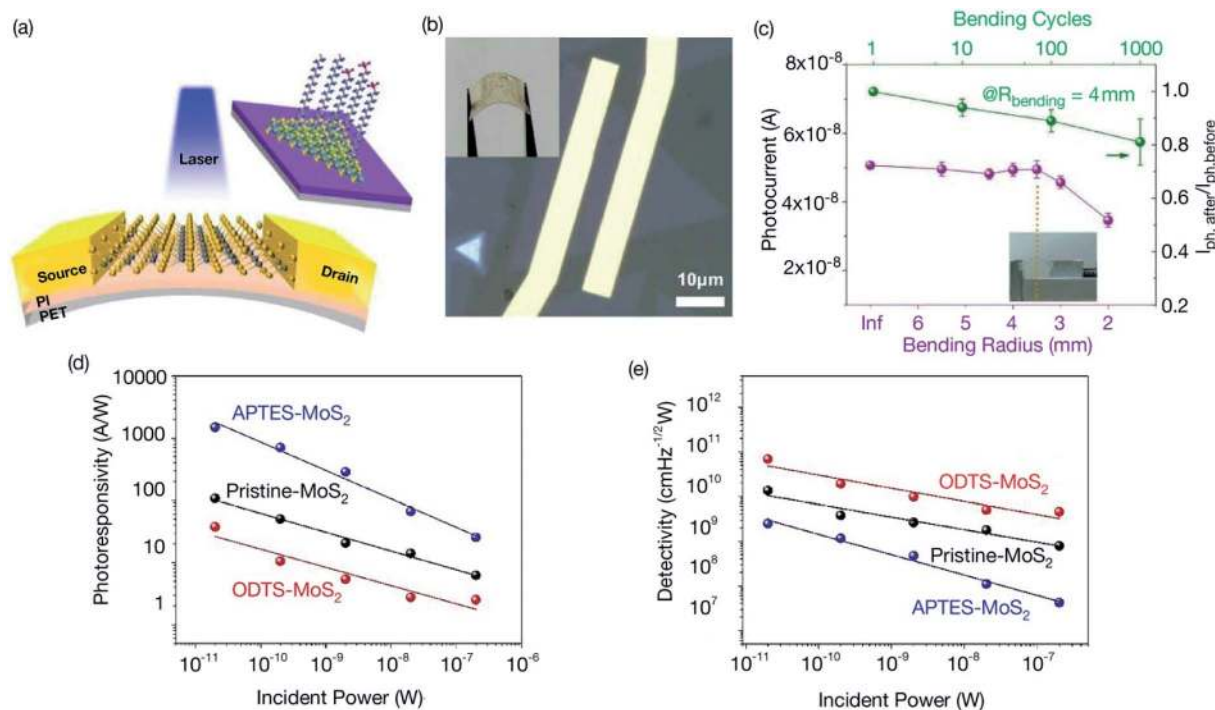 (a)
Laser
Source
Drain
PI
PET
(b)
10μm
(c)
Bending Cycles
1 10 100 1000
8x10⁻⁸
6x10⁻⁸
4x10⁻⁸
2x10⁻⁸
Photocurrent (A)
@R_bending = 4mm
1.0
0.8
0.6
0.4
0.2
I_ph, after/I_ph,before
Inf 6 5 4 3 2
Bending Radius (mm)
(d)
10000
1000
100
10
1
Photoresponsivity (A/W)
APTES-MoS₂
Pristine-MoS₂
ODTS-MoS₂
10⁻¹¹ 10⁻¹⁰ 10⁻⁹ 10⁻⁸ 10⁻⁷ 10⁻⁶
Incident Power (W)
(e)
10¹²
10¹¹
10¹⁰
10⁹
10⁸
10⁷
Detectivity (cmHz⁻¹/²W)
ODTS-MoS₂
Pristine-MoS₂
APTES-MoS₂
10⁻¹¹ 10⁻¹⁰ 10⁻⁹ 10⁻⁸ 10⁻⁷
Incident Power (W)